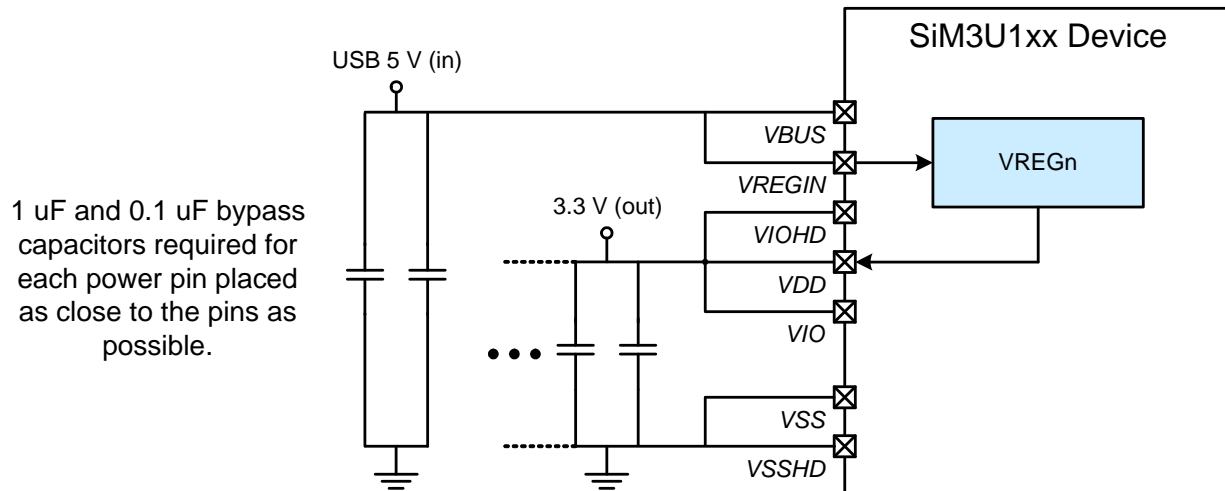 SiM3U1xx Device
USB 5 V (in)
VBUS
VREGn
VREGIN
1 uF and 0.1 uF bypass
capacitors required for
each power pin placed
as close to the pins as
possible.
3.3 V (out)
VIOHD
VDD
VIO
VSS
VSSHD